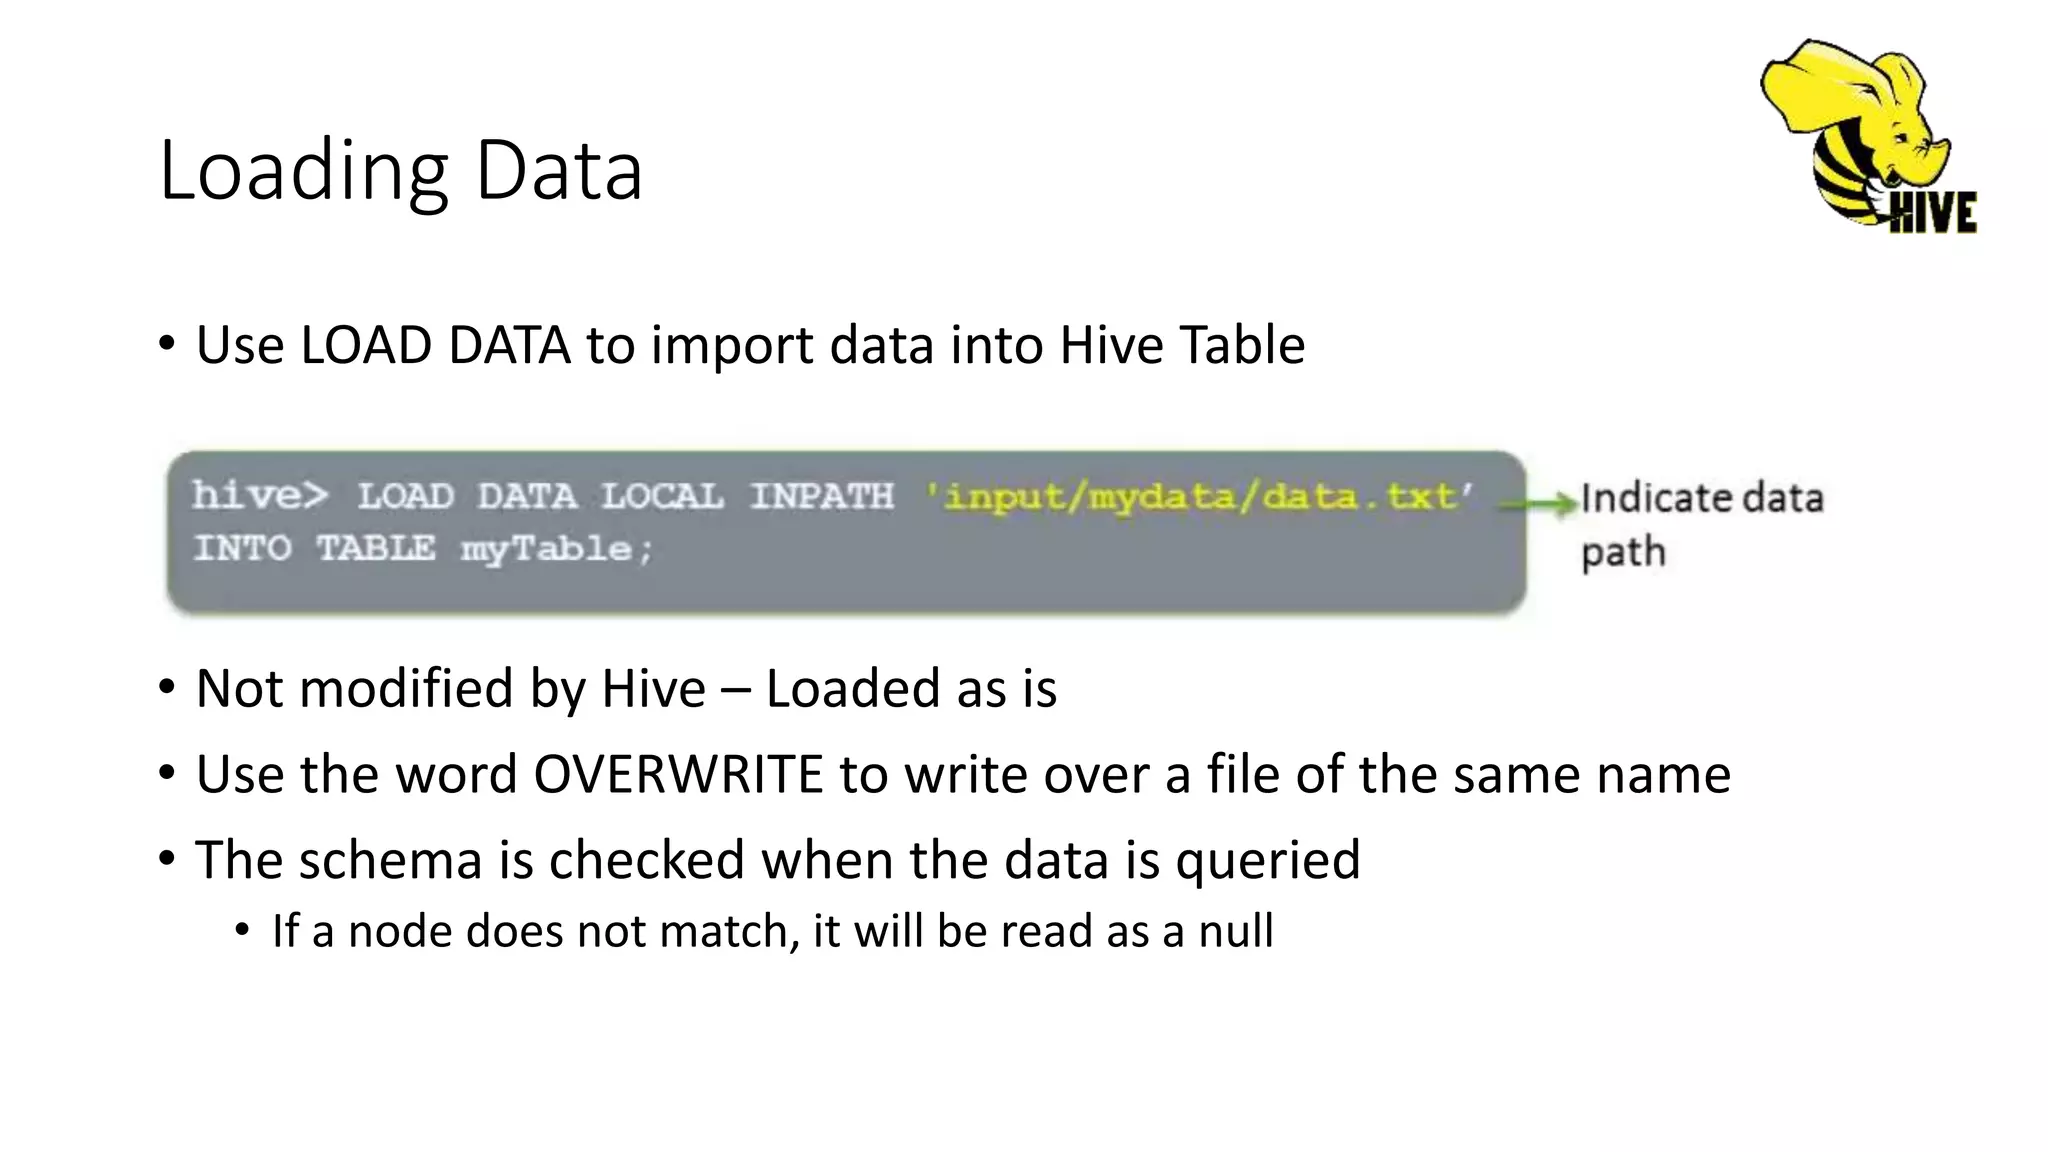 Loading Data
HIVE
• Use LOAD DATA to import data into Hive Table
hive> LOAD DATA LOCAL INPATH 'input/mydata/data.txt’
INTO TABLE myTable;
Indicate data
path
• Not modified by Hive – Loaded as is
• Use the word OVERWRITE to write over a file of the same name
• The schema is checked when the data is queried
• If a node does not match, it will be read as a null